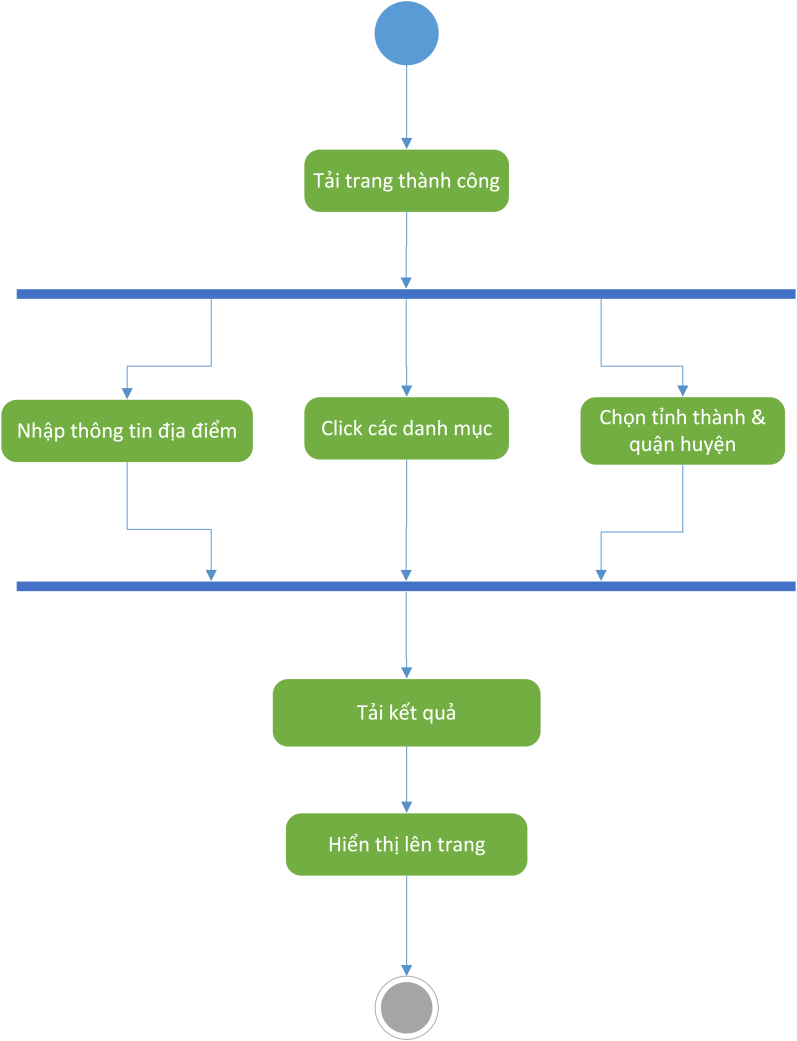 Tải trang thành công
Nhập thông tin địa điểm
Click các danh mục
Chọn tỉnh thành &
quận huyện
Tải kết quả
Hiển thị lên trang